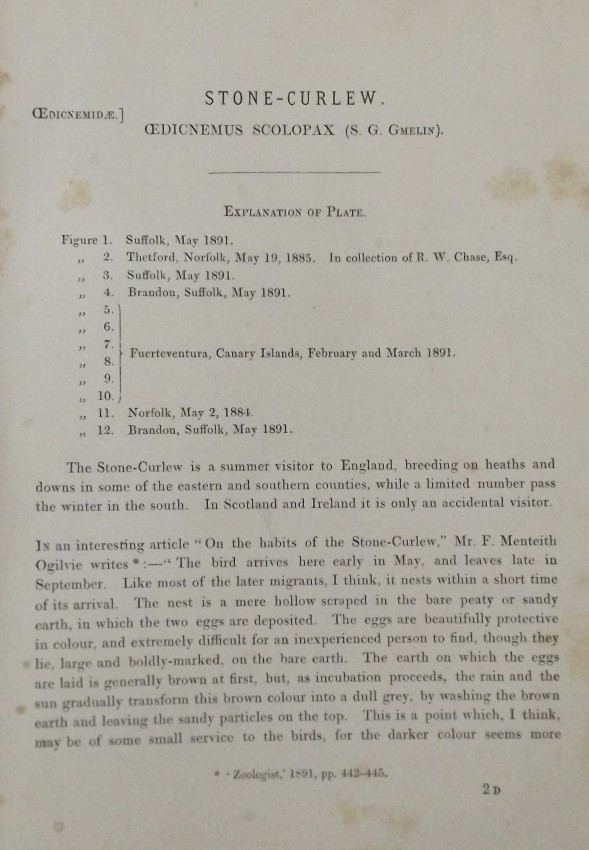 STONE-CURLEW.
ŒDICNEMIDÆ.]
ŒDICNEMUS SCOLOPAX (S. G. GMELIN).
EXPLANATION OF PLATE.
Figure 1. Suffolk, May 1891.
„ 2. Thetford, Norfolk, May 19, 1885. In collection of R. W. Chase, Esq.
„ 3. Suffolk, May 1891.
„ 4. Brandon, Suffolk, May 1891.
„ 5.
„ 6.
„ 7.
Fuerteventura, Canary Islands, February and March 1891.
„ 8.
„ 9.
„ 10.
„ 11. Norfolk, May 2, 1884.
„ 12. Brandon, Suffolk, May 1891.
The Stone-Curlew is a summer visitor to England, breeding on heaths and
downs in some of the eastern and southern counties, while a limited number pass
the winter in the south. In Scotland and Ireland it is only an accidental visitor.
IN an interesting article “On the habits of the Stone-Curlew,” Mr. F. Menteith
Ogilvie writes * :—“ The bird arrives here early in May, and leaves late in
September. Like most of the later migrants, I think, it nests within a short time
of its arrival. The nest is a mere hollow scraped in the bare peaty or sandy
earth, in which the two eggs are deposited. The eggs are beautifully protective
in colour, and extremely difficult for an inexperienced person to find, though they
lie, large and boldly-marked, on the bare earth. The earth on which the eggs
are laid is generally brown at first, but, as incubation proceeds, the rain and the
sun gradually transform this brown colour into a dull grey, by washing the brown
earth and leaving the sandy particles on the top. This is a point which, I think,
may be of some small service to the birds, for the darker colour seems more
* ‘ Zoologist,’ 1891, pp. 442-445.
2 D